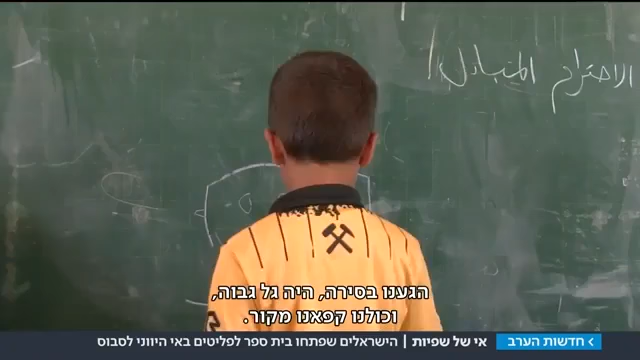 الاحترام المتبادل
הגענו בסירה, היה גל גבוה,
וכולנו קפאנו מקור.
חדשות הערב
אי של שפיות | הישראלים שפתחו בית ספר לפליטים באי היווני לסבוס